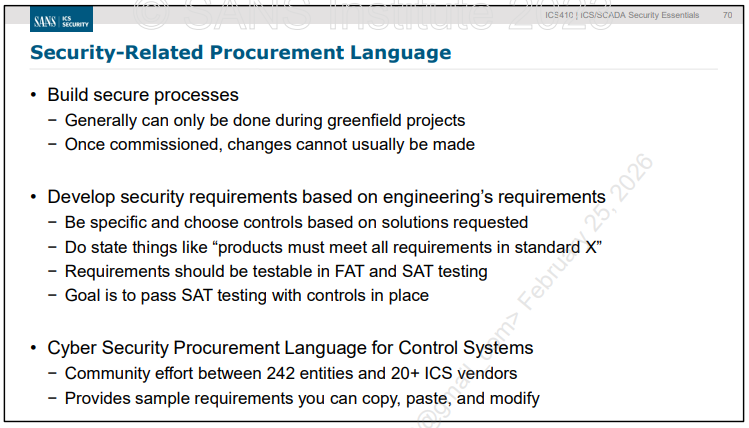 © SANS Institute 2026
SANS | ICS SECURITY
ICS410 | ICS/SCADA Security Essentials 70
Security-Related Procurement Language
• Build secure processes
− Generally can only be done during greenfield projects
− Once commissioned, changes cannot usually be made
• Develop security requirements based on engineering’s requirements
− Be specific and choose controls based on solutions requested
− Do state things like “products must meet all requirements in standard X”
− Requirements should be testable in FAT and SAT testing
− Goal is to pass SAT testing with controls in place
• Cyber Security Procurement Language for Control Systems
− Community effort between 242 entities and 20+ ICS vendors
− Provides sample requirements you can copy, paste, and modify
February 25, 2026